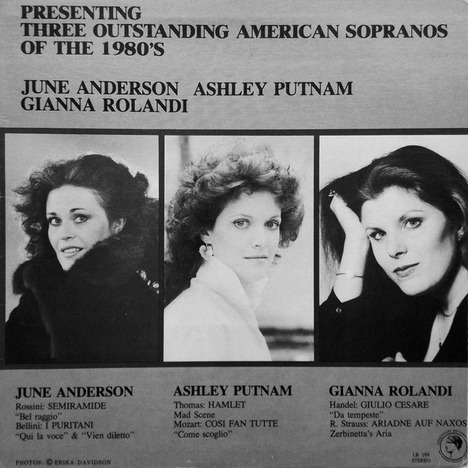 PRESENTING
THREE OUTSTANDING AMERICAN SOPRANOS
OF THE 1980'S
JUNE ANDERSON ASHLEY PUTNAM
GIANNA ROLANDI
JUNE ANDERSON
Rossini: SEMIRAMIDE
"Bel raggio"
Bellini: I PURITANI
"Qui la voce" & "Vien diletto"
ASHLEY PUTNAM
Thomas: HAMLET
Mad Scene
Mozart: COSI FAN TUTTE
"Come scoglio"
GIANNA ROLANDI
Handel: GIULIO CESARE
"Da tempeste"
R. Strauss: ARIADNE AUF NAXOS
Zerbinetta's Aria
PHOTOS: © ERIKA DAVIDSON
STEREO